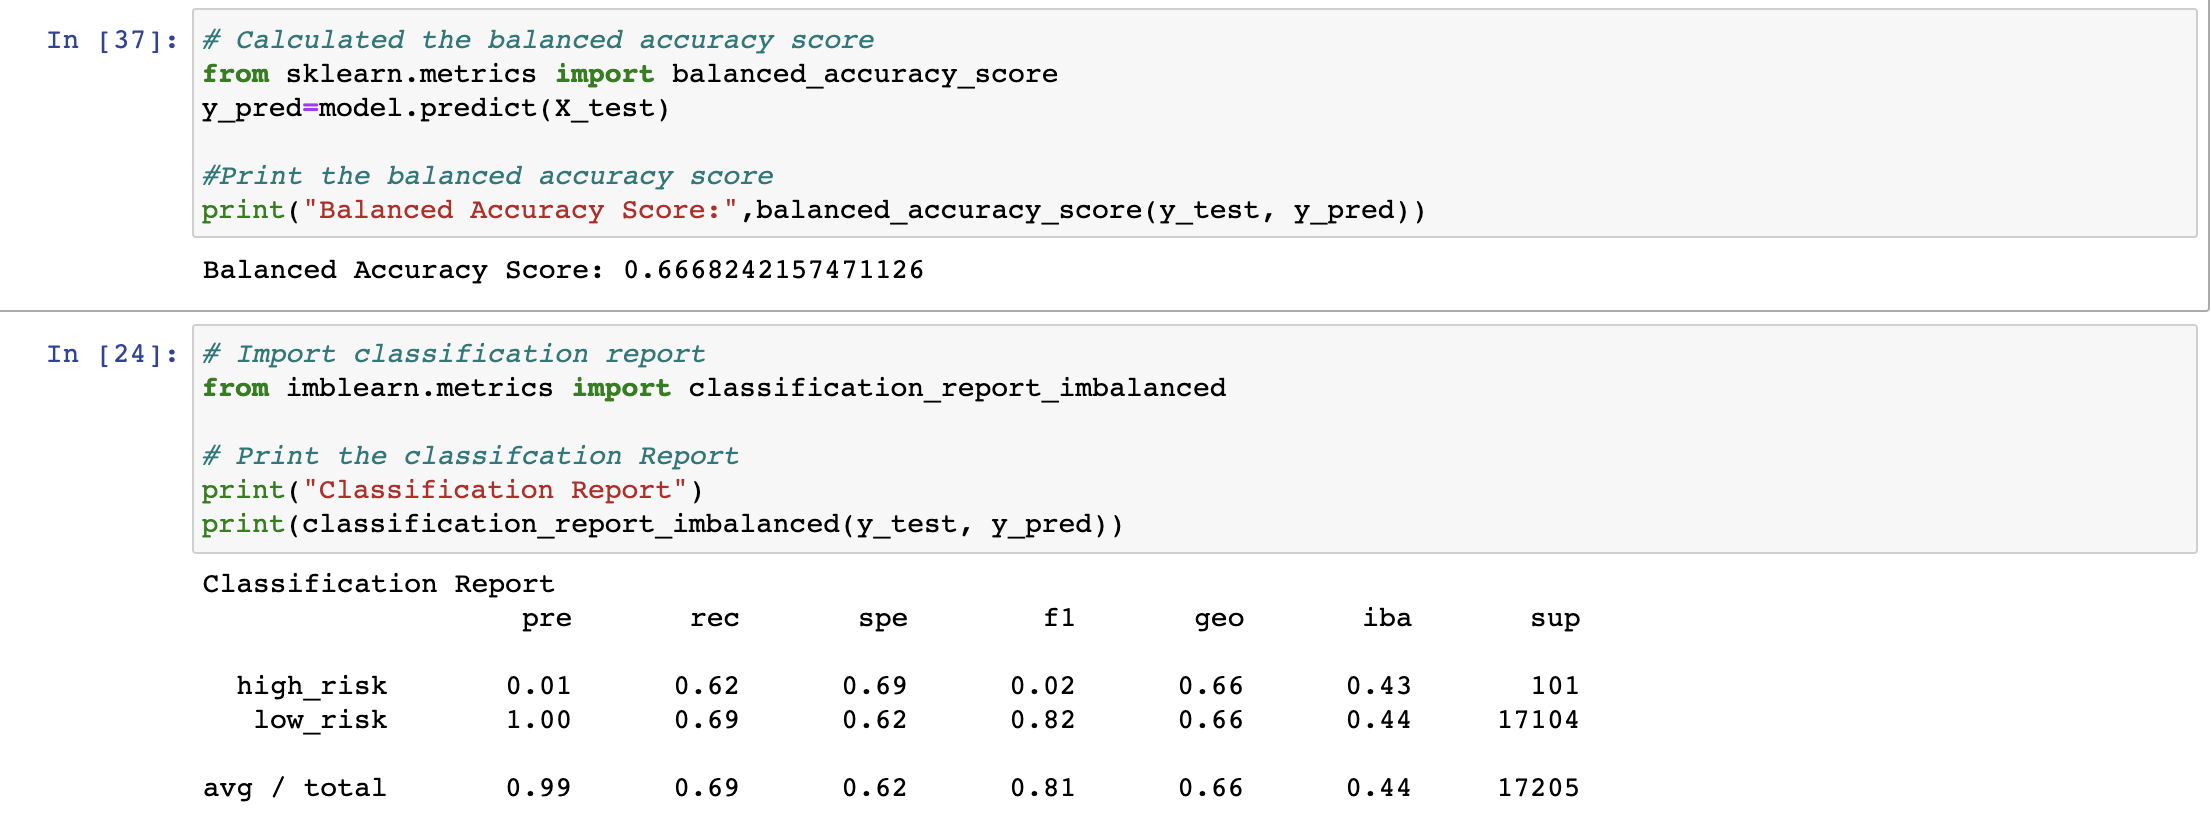 In [37]: # Calculated the balanced accuracy score
from sklearn.metrics import balanced_accuracy_score
y_pred=model.predict(X_test)
#Print the balanced accuracy score
print("Balanced Accuracy Score:",balanced_accuracy_score(y_test, y_pred))
Balanced Accuracy Score: 0.6668242157471126
In [24]: # Import classification report
from imblearn.metrics import classification_report_imbalanced
# Print the classifcation Report
print("Classification Report")
print(classification_report_imbalanced(y_test, y_pred))
Classification Report
pre rec spe f1 geo iba sup
high_risk 0.01 0.62 0.69 0.02 0.66 0.43 101
low_risk 1.00 0.69 0.62 0.82 0.66 0.44 17104
avg / total 0.99 0.69 0.62 0.81 0.66 0.44 17205